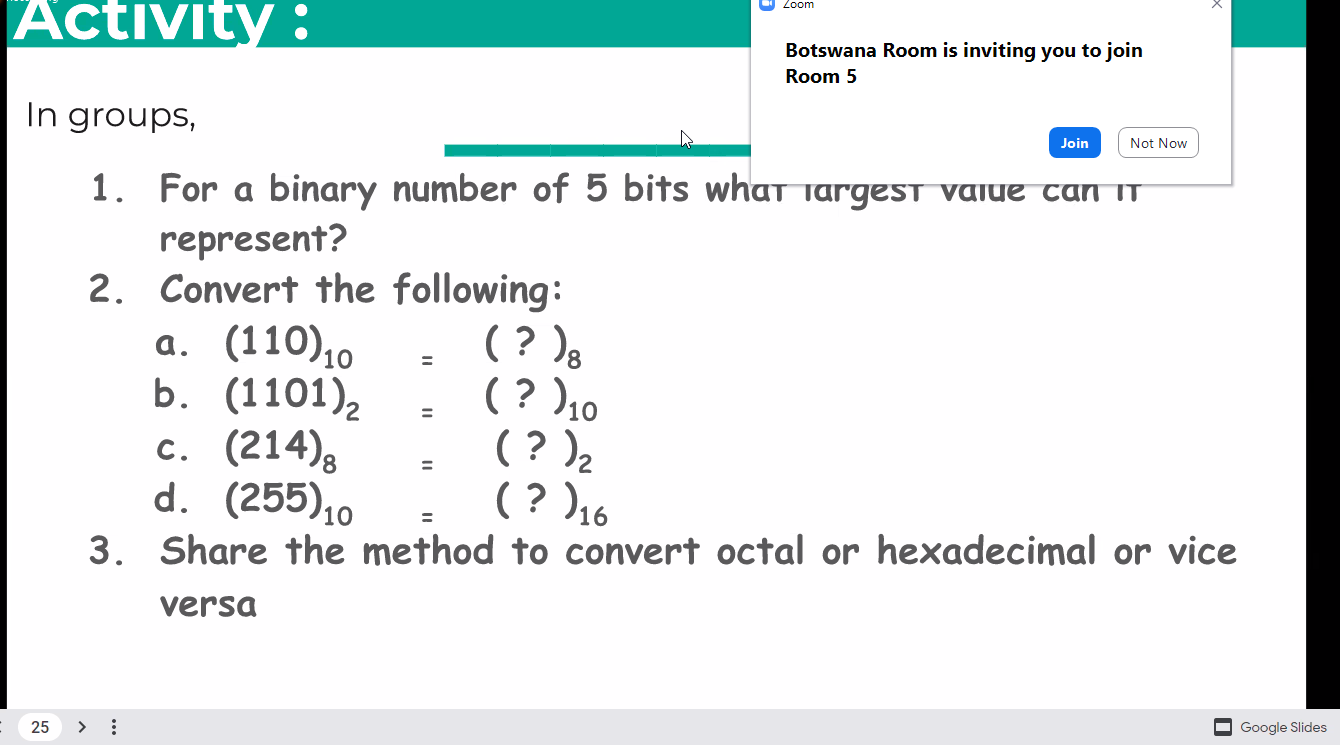 Activity :
Zoom
Botswana Room is inviting you to join
Room 5
Join
Not Now
In groups,
1. For a binary number of 5 bits what largest value can it
represent?
2. Convert the following:
a. (110)10 = ( ? )8
b. (1101)2 = ( ? )10
c. (214)8 = ( ? )2
d. (255)10 = ( ? )16
3. Share the method to convert octal or hexadecimal or vice
versa
25
Google Slides